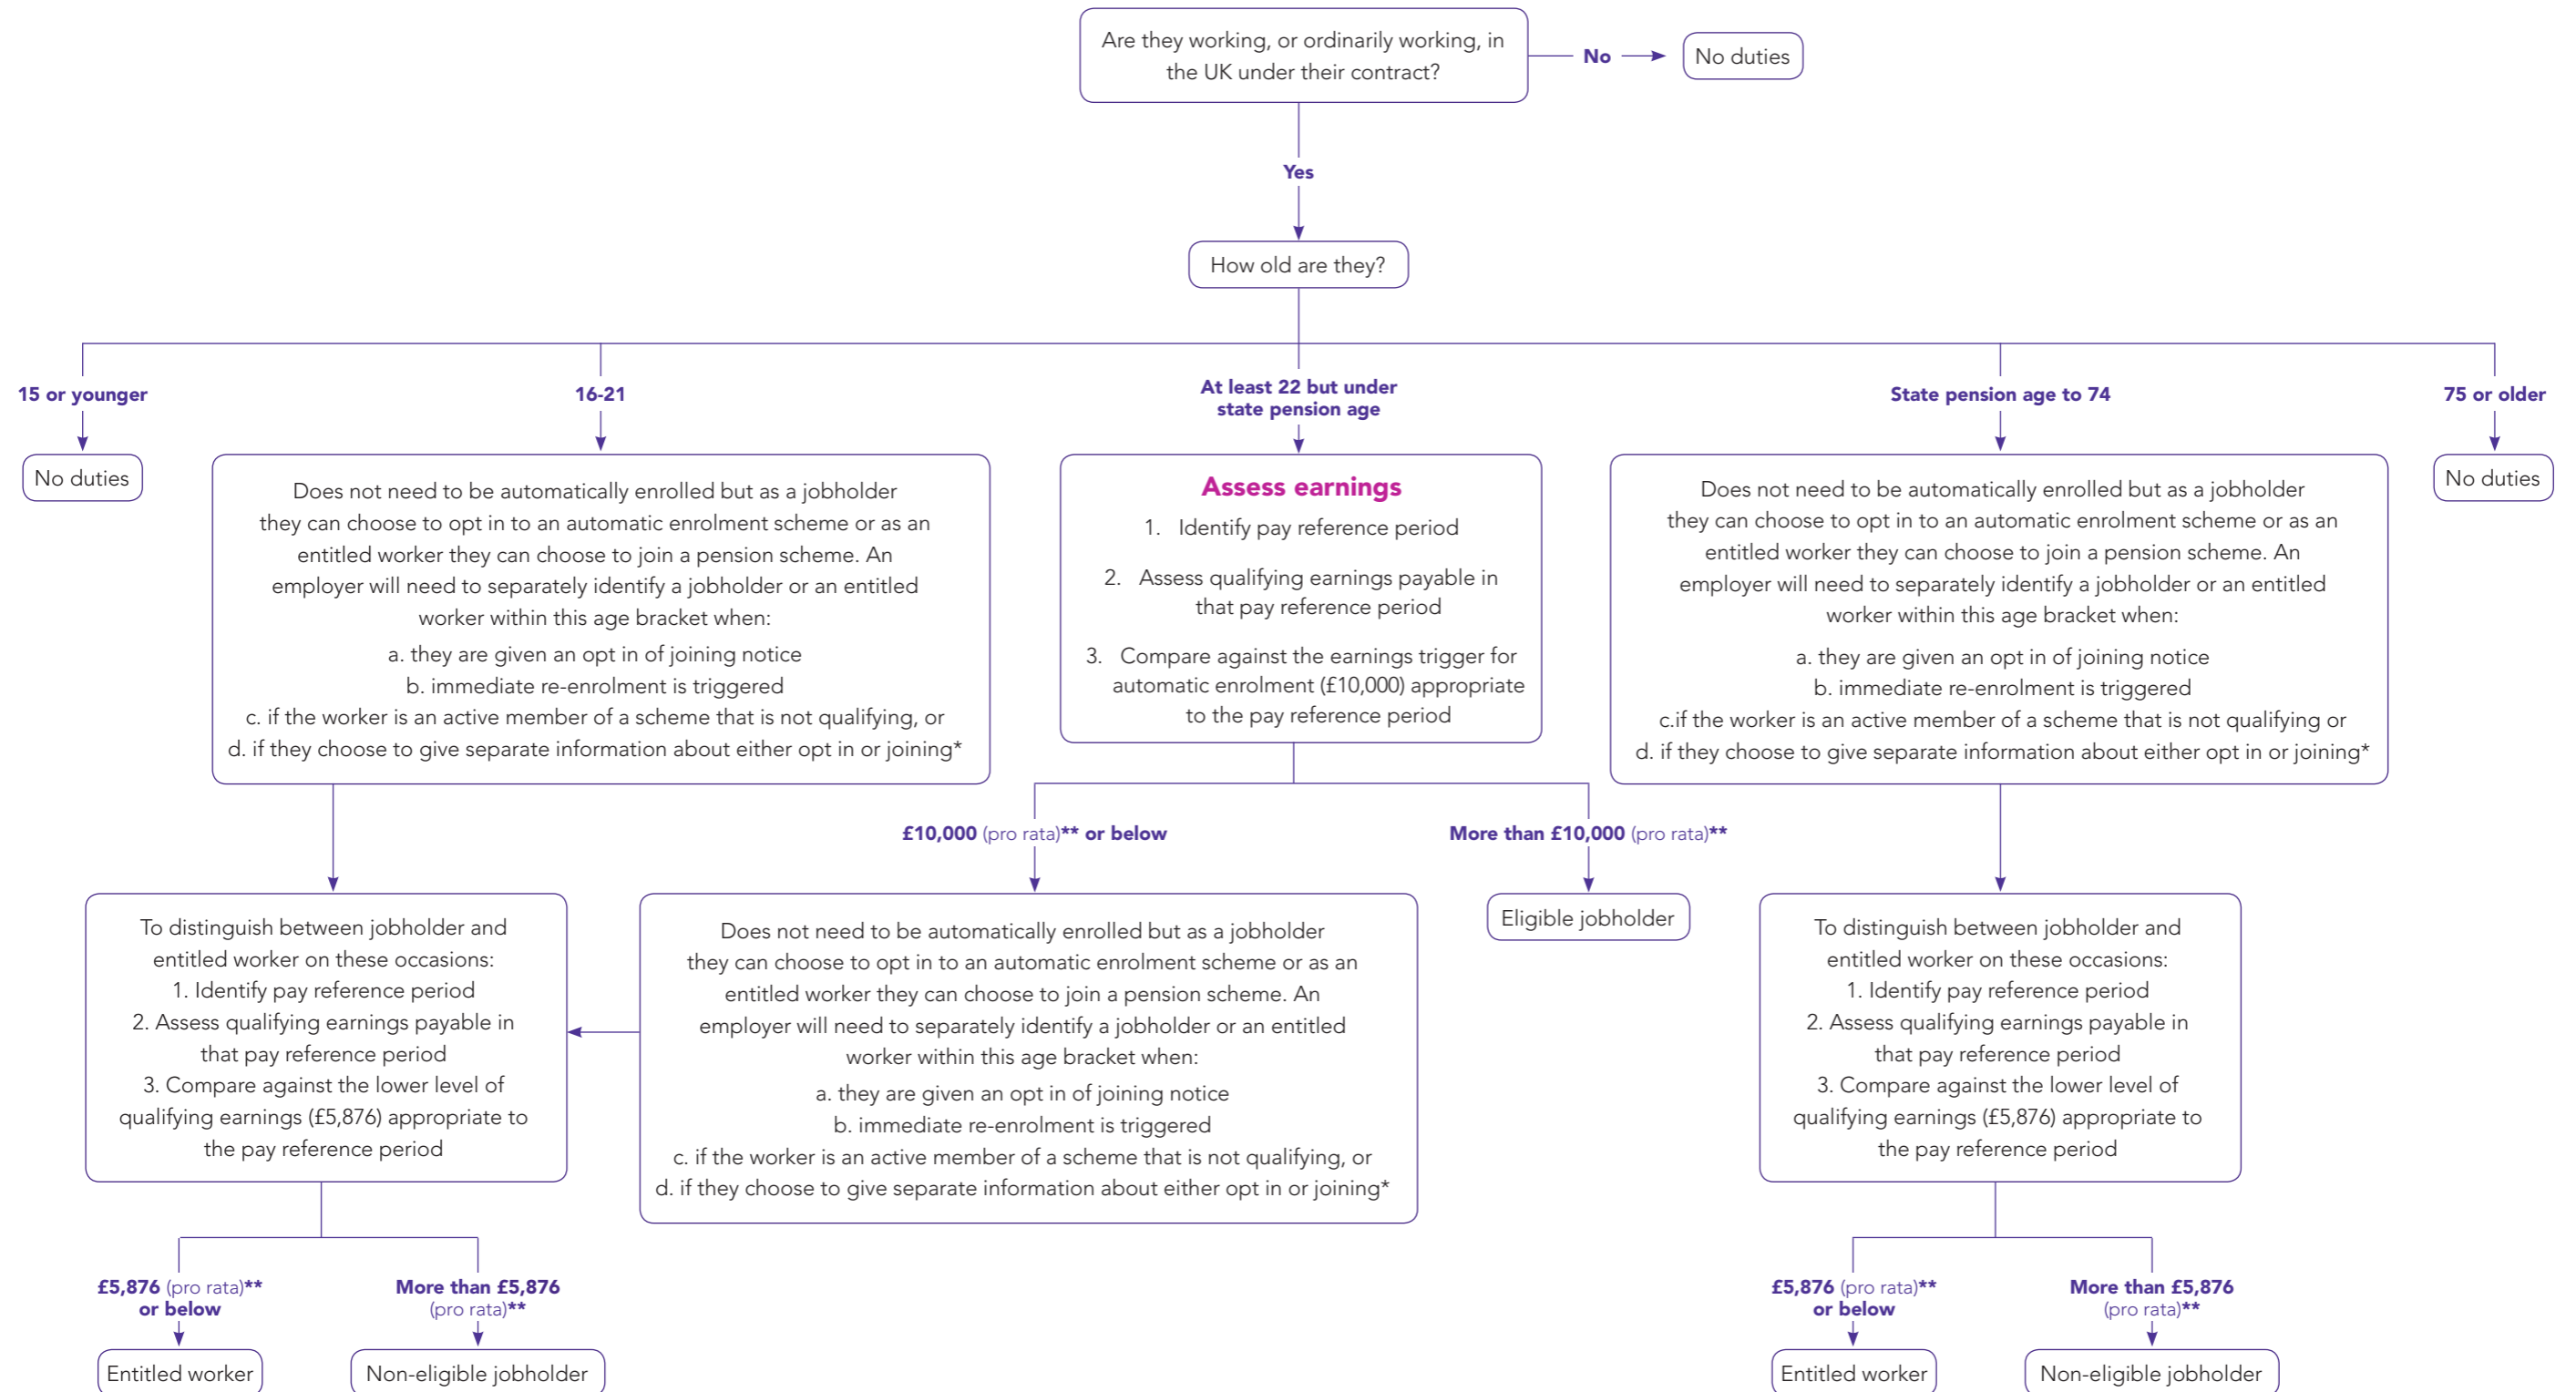 Are they working, or ordinarily working, in
the UK under their contract?
No
No duties
Yes
How old are they?
15 or younger
No duties
16-21
Does not need to be automatically enrolled but as a jobholder
they can choose to opt in to an automatic enrolment scheme or as an
entitled worker they can choose to join a pension scheme. An
employer will need to separately identify a jobholder or an entitled
worker within this age bracket when:
a. they are given an opt in of joining notice
b. immediate re-enrolment is triggered
c. if the worker is an active member of a scheme that is not qualifying, or
d. if they choose to give separate information about either opt in or joining*
At least 22 but under
state pension age
Assess earnings
1. Identify pay reference period
2. Assess qualifying earnings payable in
that pay reference period
3. Compare against the earnings trigger for
automatic enrolment (£10,000) appropriate
to the pay reference period
State pension age to 74
Does not need to be automatically enrolled but as a jobholder
they can choose to opt in to an automatic enrolment scheme or as an
entitled worker they can choose to join a pension scheme. An
employer will need to separately identify a jobholder or an entitled
worker within this age bracket when:
a. they are given an opt in of joining notice
b. immediate re-enrolment is triggered
c.if the worker is an active member of a scheme that is not qualifying or
d. if they choose to give separate information about either opt in or joining*
75 or older
No duties
£10,000 (pro rata)** or below
More than £10,000 (pro rata)**
To distinguish between jobholder and
entitled worker on these occasions:
1. Identify pay reference period
2. Assess qualifying earnings payable in
that pay reference period
3. Compare against the lower level of
qualifying earnings (£5,876) appropriate to
the pay reference period
Does not need to be automatically enrolled but as a jobholder
they can choose to opt in to an automatic enrolment scheme or as an
entitled worker they can choose to join a pension scheme. An
employer will need to separately identify a jobholder or an entitled
worker within this age bracket when:
a. they are given an opt in of joining notice
b. immediate re-enrolment is triggered
c. if the worker is an active member of a scheme that is not qualifying, or
d. if they choose to give separate information about either opt in or joining*
Eligible jobholder
To distinguish between jobholder and
entitled worker on these occasions:
1. Identify pay reference period
2. Assess qualifying earnings payable in
that pay reference period
3. Compare against the lower level of
qualifying earnings (£5,876) appropriate to
the pay reference period
£5,876 (pro rata)**
or below
Entitled worker
More than £5,876
(pro rata)**
Non-eligible jobholder
£5,876 (pro rata)**
or below
Entitled worker
More than £5,876
(pro rata)**
Non-eligible jobholder